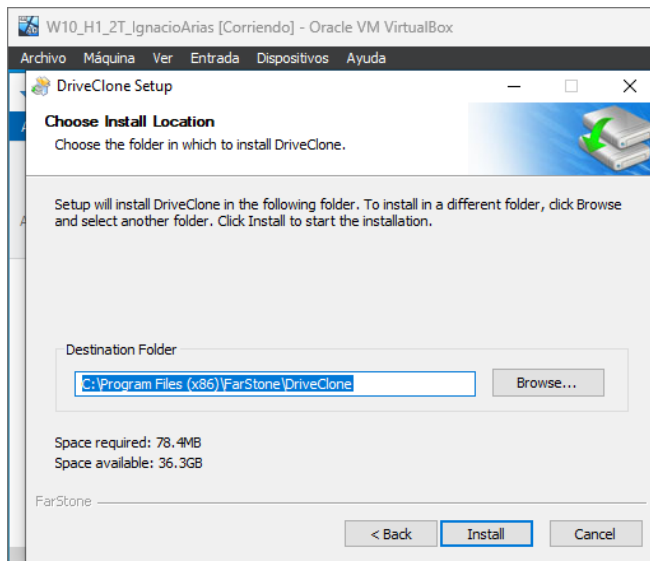 W10_H1_2T_IgnacioArias [Corriendo] - Oracle VM VirtualBox
Archivo Máquina Ver Entrada Dispositivos Ayuda
DriveClone Setup
Choose Install Location
Choose the folder in which to install DriveClone.
Setup will install DriveClone in the following folder. To install in a different folder, click Browse
and select another folder. Click Install to start the installation.
Destination Folder
C:\Program Files (x86)\FarStone\DriveClone
Browse...
Space required: 78.4MB
Space available: 36.3GB
FarStone
< Back Install Cancel